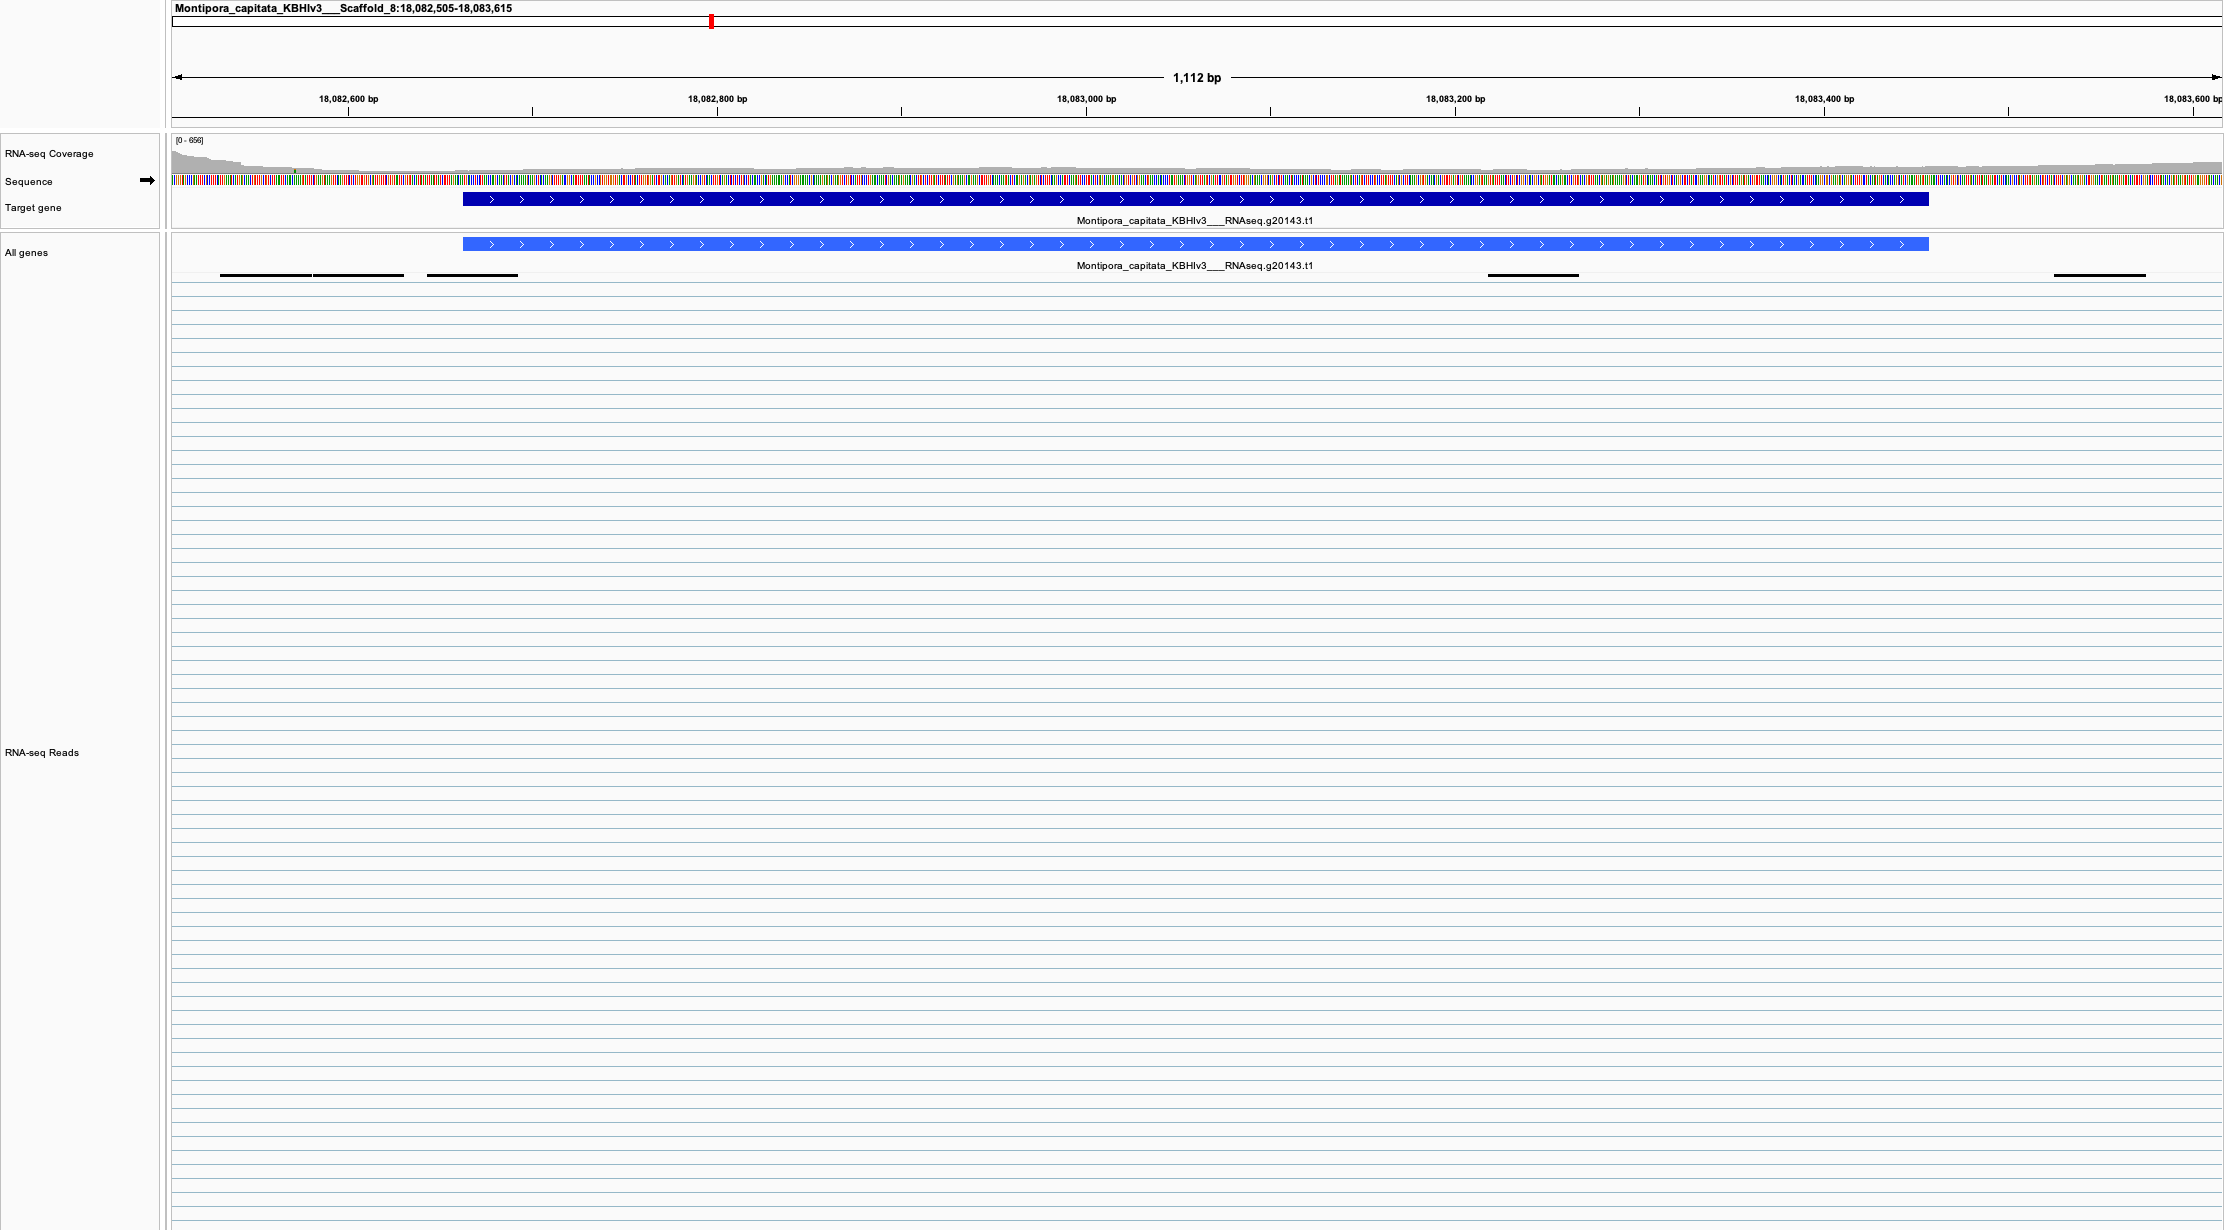 Montipora_capitata_KBHIv3___Scaffold_8:18,082,505-18,083,615
1,112 bp
18,082,600 bp 18,082,800 bp 18,083,000 bp 18,083,200 bp 18,083,400 bp 18,083,600 bp
[0 - 656]
RNA-seq Coverage
Sequence
Target gene
Montipora_capitata_KBHIv3___RNAseq.g20143.t1
All genes
Montipora_capitata_KBHIv3___RNAseq.g20143.t1
RNA-seq Reads